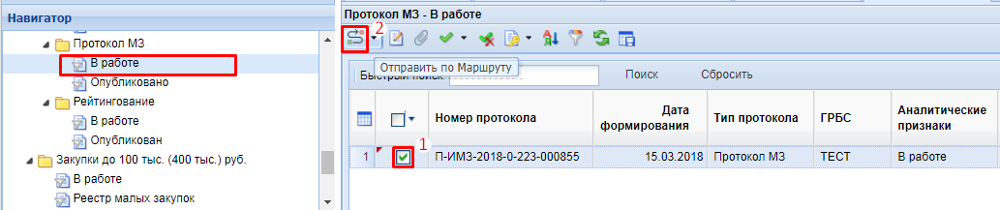 Навигатор
Протокол МЗ
В работе
Опубликовано
Рейтингование
В работе
Опубликован
Закупки до 100 тыс. (400 тыс.) руб.
В работе
Реестр малых закупок
Протокол МЗ - В работе
2
Отправить по Маршруту
Быстрый поиск
Поиск
Сбросить
Номер протокола
Дата формирования
Тип протокола
ГРБС
Аналитические признаки
1
1
П-ИМЗ-2018-0-223-000855
15.03.2018
Протокол МЗ
ТЕСТ
В работе